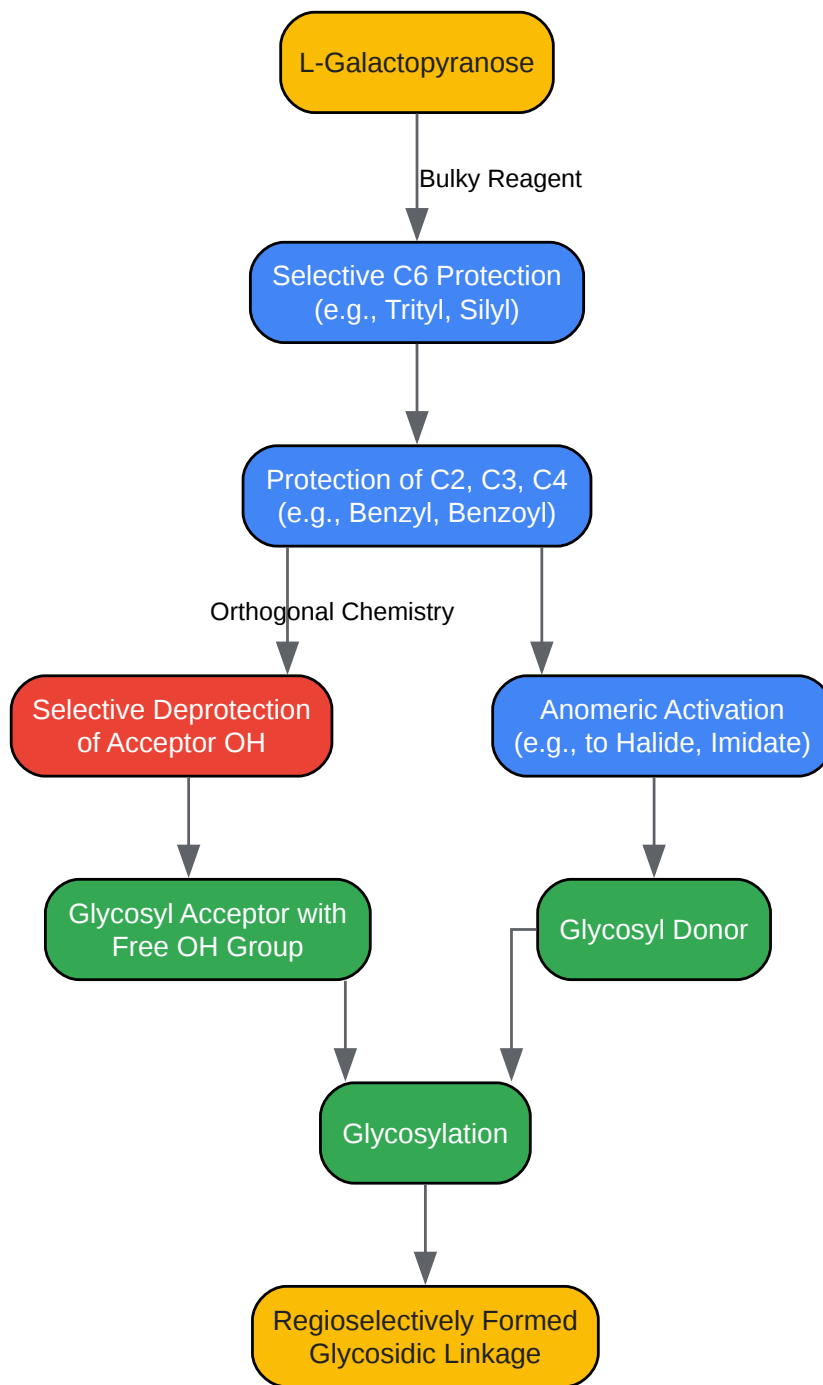 L-Galactopyranose
Bulky Reagent
Selective C6 Protection
(e.g., Trityl, Silyl)
Protection of C2, C3, C4
(e.g., Benzyl, Benzoyl)
Orthogonal Chemistry
Selective Deprotection
of Acceptor OH
Anomeric Activation
(e.g., to Halide, Imidate)
Glycosyl Acceptor with
Free OH Group
Glycosyl Donor
Glycosylation
Regioselectively Formed
Glycosidic Linkage